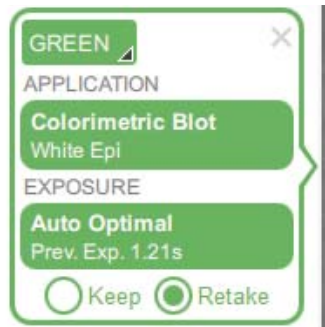 GREEN
APPLICATION
Colorimetric Blot
White Epi
EXPOSURE
Auto Optimal
Prev. Exp. 1.21s
Keep Retake